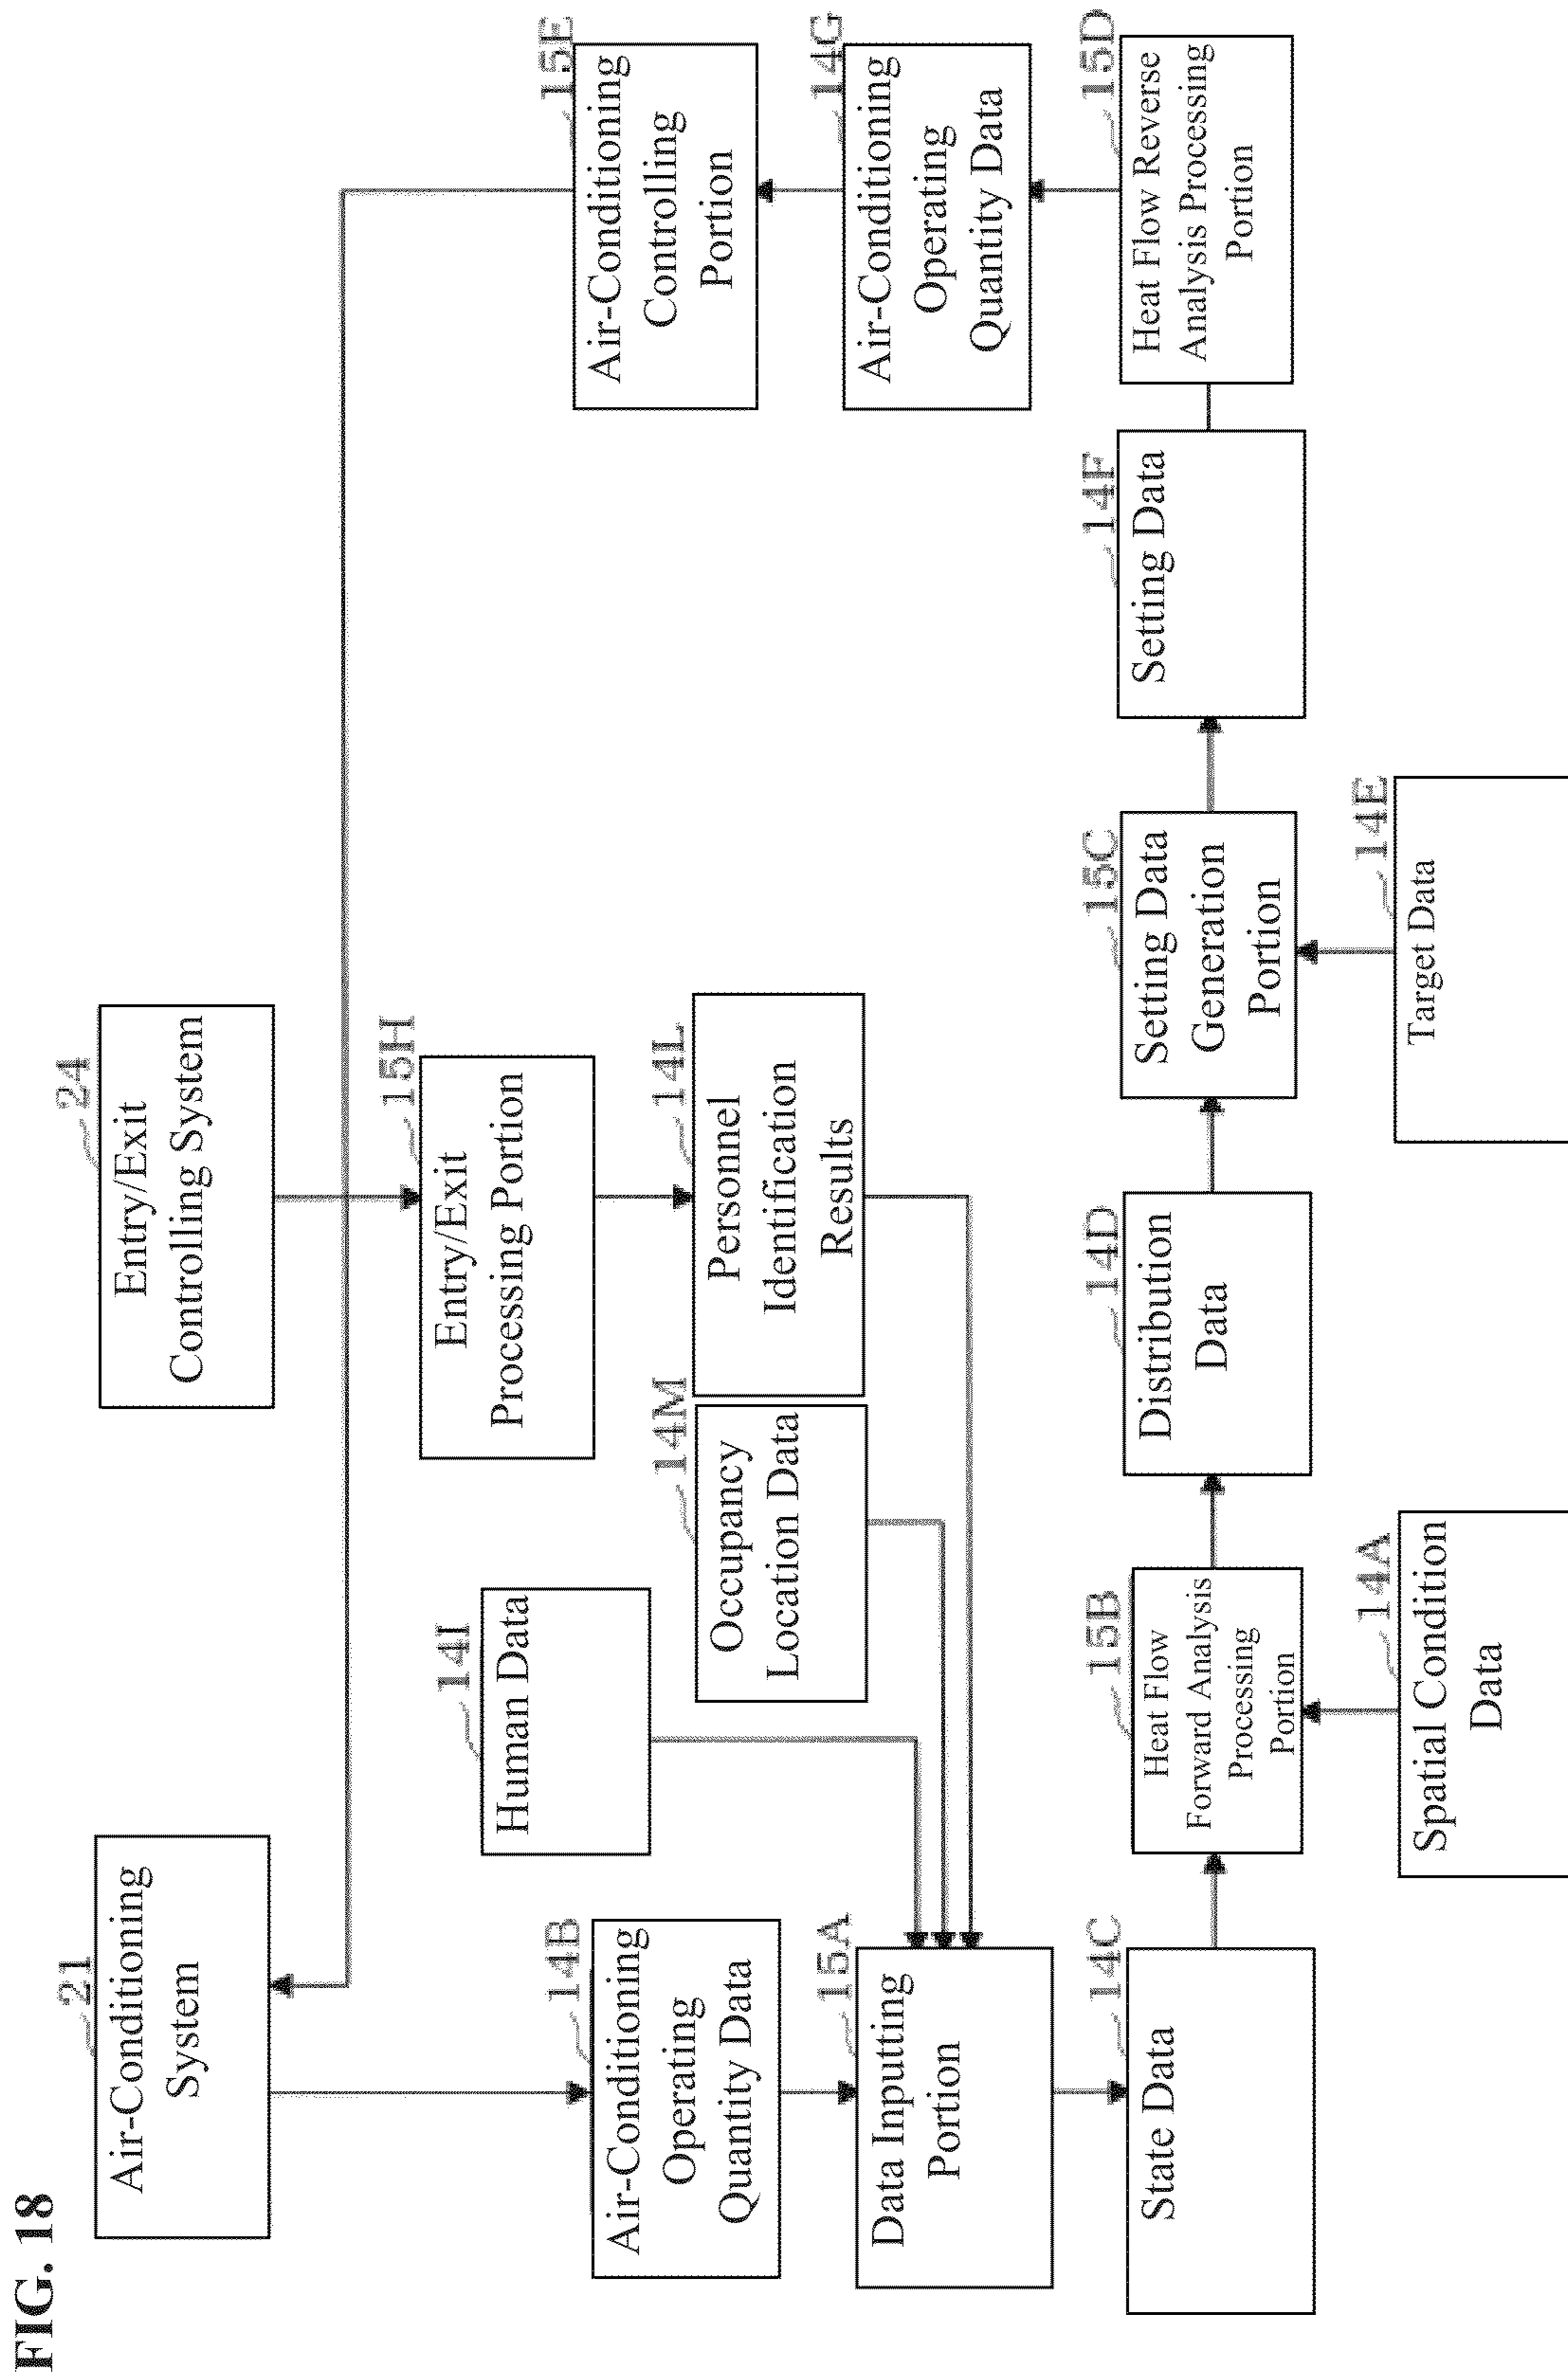 FIG. 18
21
Air-Conditioning
System
24
Entry/Exit
Controlling System
14I
Human Data
15H
Entry/Exit
Processing Portion
15E
Air-Conditioning
Controlling
Portion
14B
Air-Conditioning
Operating
Quantity Data
14M
Occupancy
Location Data
14L
Personnel
Identification
Results
14G
Air-Conditioning
Operating
Quantity Data
15A
Data Inputing
Portion
14C
State Data
15B
Heat Flow
Forward Analysis
Processing
Portion
14D
Distribution
Data
15C
Setting Data
Generation
Portion
14F
Setting Data
15D
Heat Flow Reverse
Analysis Processing
Portion
14A
Spatial Condition
Data
14E
Target Data